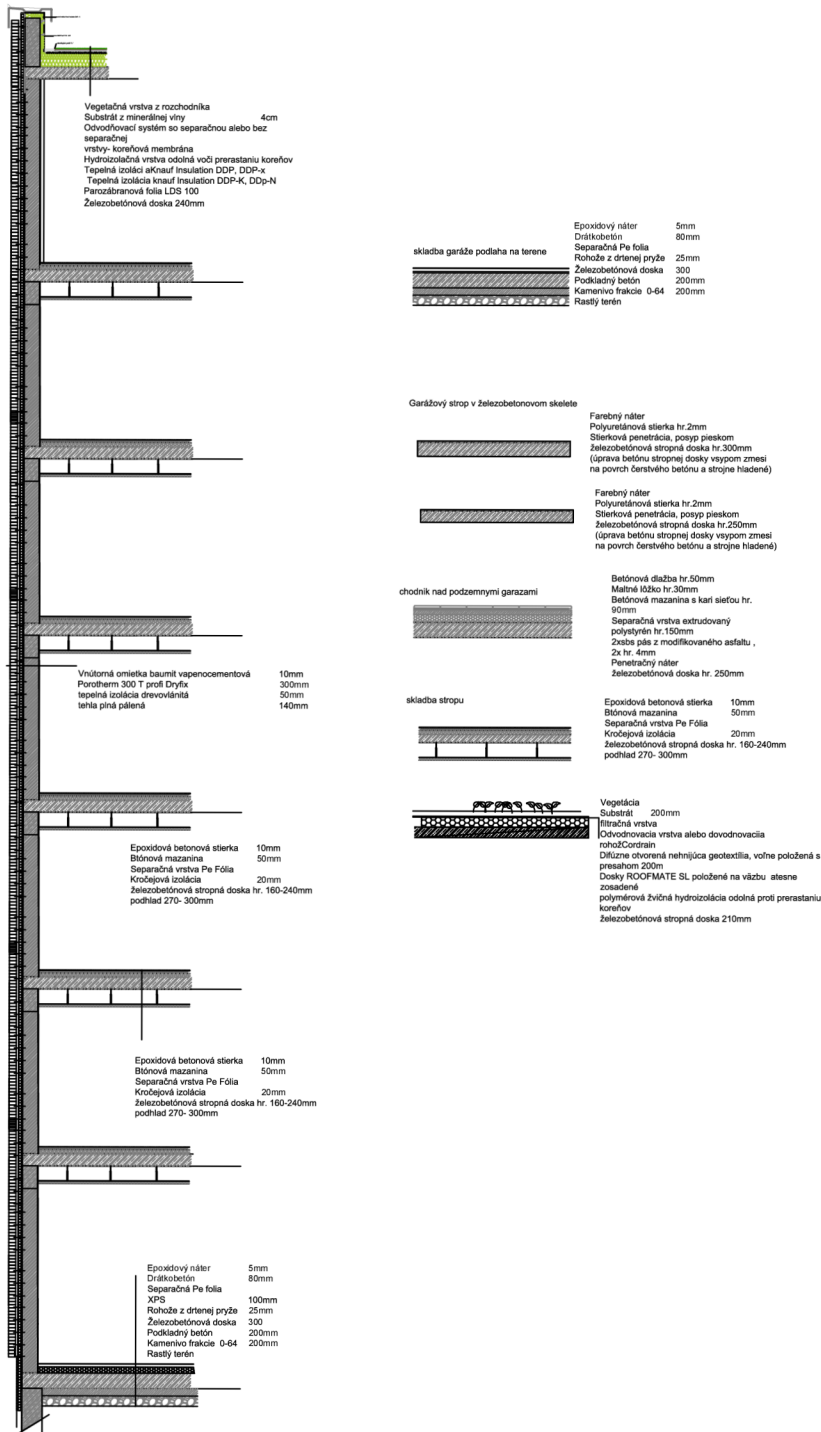 Vegetačná vrstva z rozchodníka
Substrát z minerálnej vlny 4cm
Odvodňovací systém so separačnou alebo bez
separačnej
vrstvy- koreňová membrána
Hydroizolačná vrstva odolná voči prerastaniu koreňov
Tepelná izoláci aKnauf Insulation DDP, DDP-x
Tepelná izolácia knauf Insulation DDP-K, DDp-N
Parozábranová folia LDS 100
Železobetónová doska 240mm
Vnútorná omietka baumit vapenocementová 10mm
Porotherm 300 T profi Dryfix 300mm
tepelná izolácia drevovláknitá 50mm
tehla plná pálená 140mm
Epoxidová betonová stierka 10mm
Btónová mazanina 50mm
Separačná vrstva Pe Fólia
Kročejová izolácia 20mm
železobetónová stropná doska hr. 160-240mm
podhlad 270- 300mm
Epoxidová betonová stierka 10mm
Btónová mazanina 50mm
Separačná vrstva Pe Fólia
Kročejová izolácia 20mm
železobetónová stropná doska hr. 160-240mm
podhlad 270- 300mm
Epoxidový náter 5mm
Drátkobetón 80mm
Separačná Pe folia
XPS 100mm
Rohože z drtenej pryže 25mm
Železobetónová doska 300
Podkladný betón 200mm
Kamenivo frakcie 0-64 200mm
Rastlý terén
skladba garáže podlaha na terene
Epoxidový náter 5mm
Drátkobetón 80mm
Separačná Pe folia
Rohože z drtenej pryže 25mm
Železobetónová doska 300
Podkladný betón 200mm
Kamenivo frakcie 0-64 200mm
Rastlý terén
Garážový strop v železobetonovom skelete
Farebný náter
Polyuretánová stierka hr.2mm
Stierková penetrácia, posyp pieskom
železobetónová stropná doska hr.300mm
(úprava betónu stropnej dosky vsypom zmesi
na povrch čerstvého betónu a strojne hladené)
Farebný náter
Polyuretánová stierka hr.2mm
Stierková penetrácia, posyp pieskom
železobetónová stropná doska hr.250mm
(úprava betónu stropnej dosky vsypom zmesi
na povrch čerstvého betónu a strojne hladené)
chodnik nad podzemnymi garazami
Betónová dlažba hr.50mm
Maltné lôžko hr.30mm
Betónová mazanina s kari sieťou hr.
90mm
Separačná vrstva extrudovaný
polystyrén hr.150mm
2xsbs pás z modifikovaného asfaltu ,
2x hr. 4mm
Penetračný náter
železobetónová doska hr. 250mm
skladba stropu
Epoxidová betonová stierka 10mm
Btónová mazanina 50mm
Separačná vrstva Pe Fólia
Kročejová izolácia 20mm
železobetónová stropná doska hr. 160-240mm
podhlad 270- 300mm
Vegetácia
Substrát 200mm
filtračná vrstva
Odvodnovacia vrstva alebo dovodnovaciia
rohožCordrain
Difúzne otvorená nehnijúca geotextília, voľne položená s
presahom 200m
Dosky ROOFMATE SL položené na väzbu atesne
zosadené
polymérová živičná hydroizolácia odolná proti prerastaniu
koreňov
železobetónová stropná doska 210mm